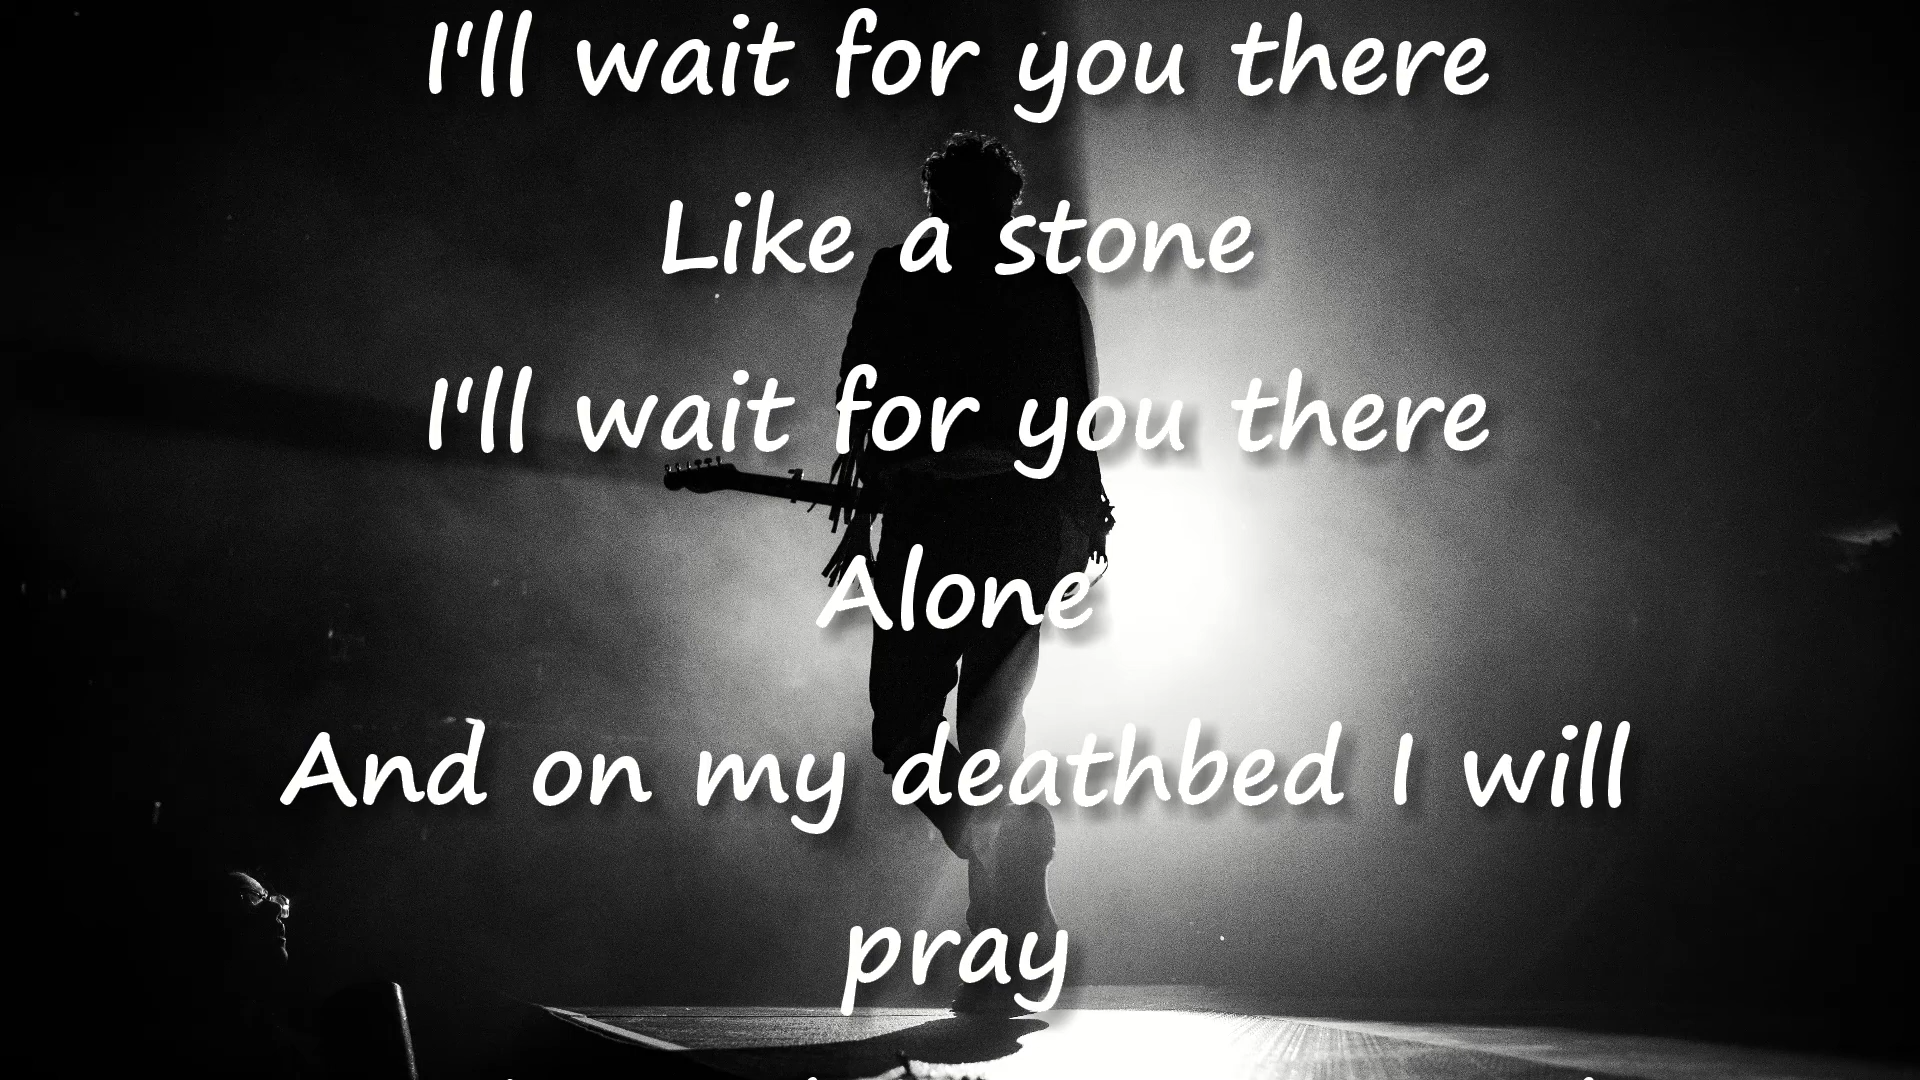 I'll wait for you there
Like a stone
I'll wait for you there
Alone
And on my deathbed I will
pray